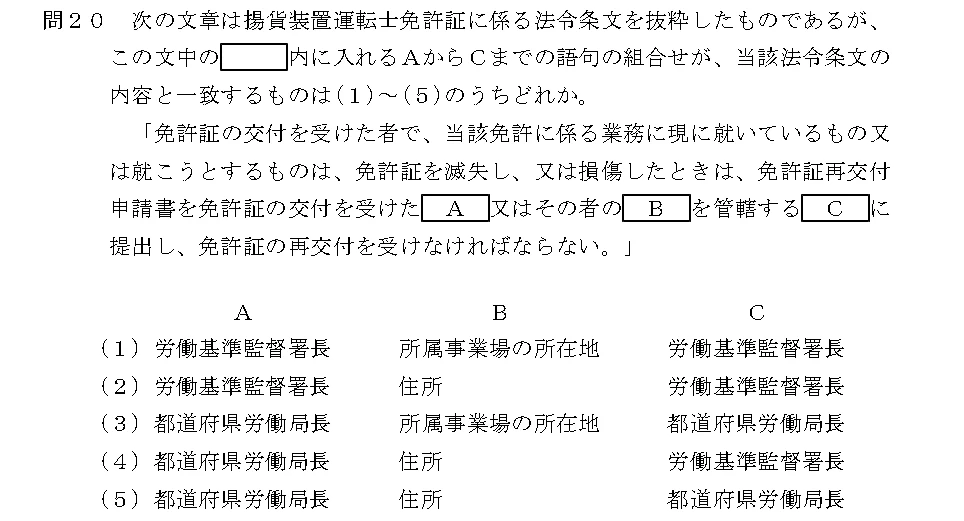 問２０　次の文章は揚貨装置運転士免許証に係る法令条文を抜粋したものであるが、
この文中の　　　内に入れるＡからＣまでの語句の組合せが、当該法令条文の
内容と一致するものは(１)～(５)のうちどれか。
「免許証の交付を受けた者で、当該免許に係る業務に現に就いているもの又
は就こうとするものは、免許証を滅失し、又は損傷したときは、免許証再交付
申請書を免許証の交付を受けた　Ａ　又はその者の　Ｂ　を管轄する　Ｃ　に
提出し、免許証の再交付を受けなければならない。」
Ａ　Ｂ　Ｃ
(１) 労働基準監督署長　所属事業場の所在地　労働基準監督署長
(２) 労働基準監督署長　住所　労働基準監督署長
(３) 都道府県労働局長　所属事業場の所在地　都道府県労働局長
(４) 都道府県労働局長　住所　労働基準監督署長
(５) 都道府県労働局長　住所　都道府県労働局長